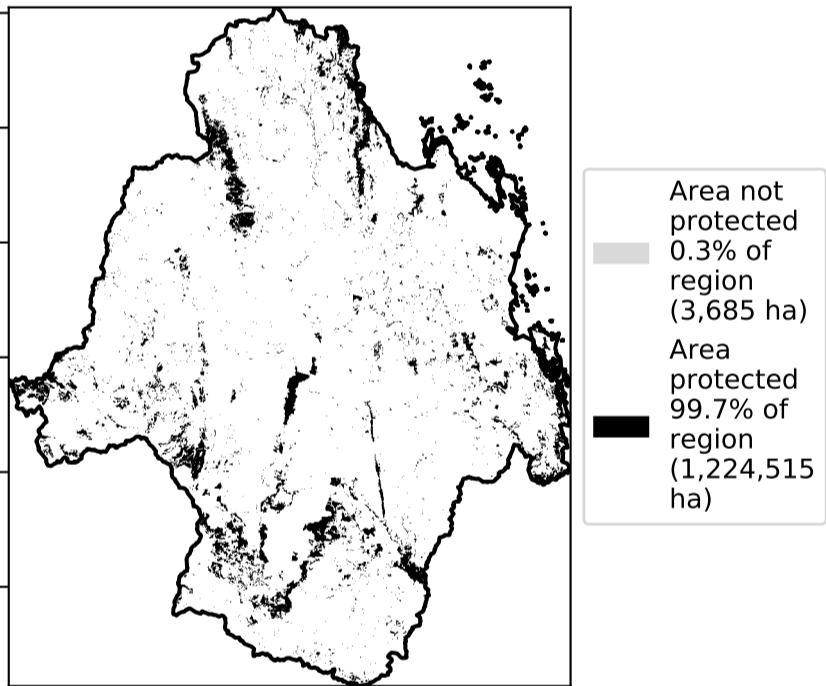 Area not
protected
0.3% of
region
(3,685 ha)
Area
protected
99.7% of
region
(1,224,515
ha)